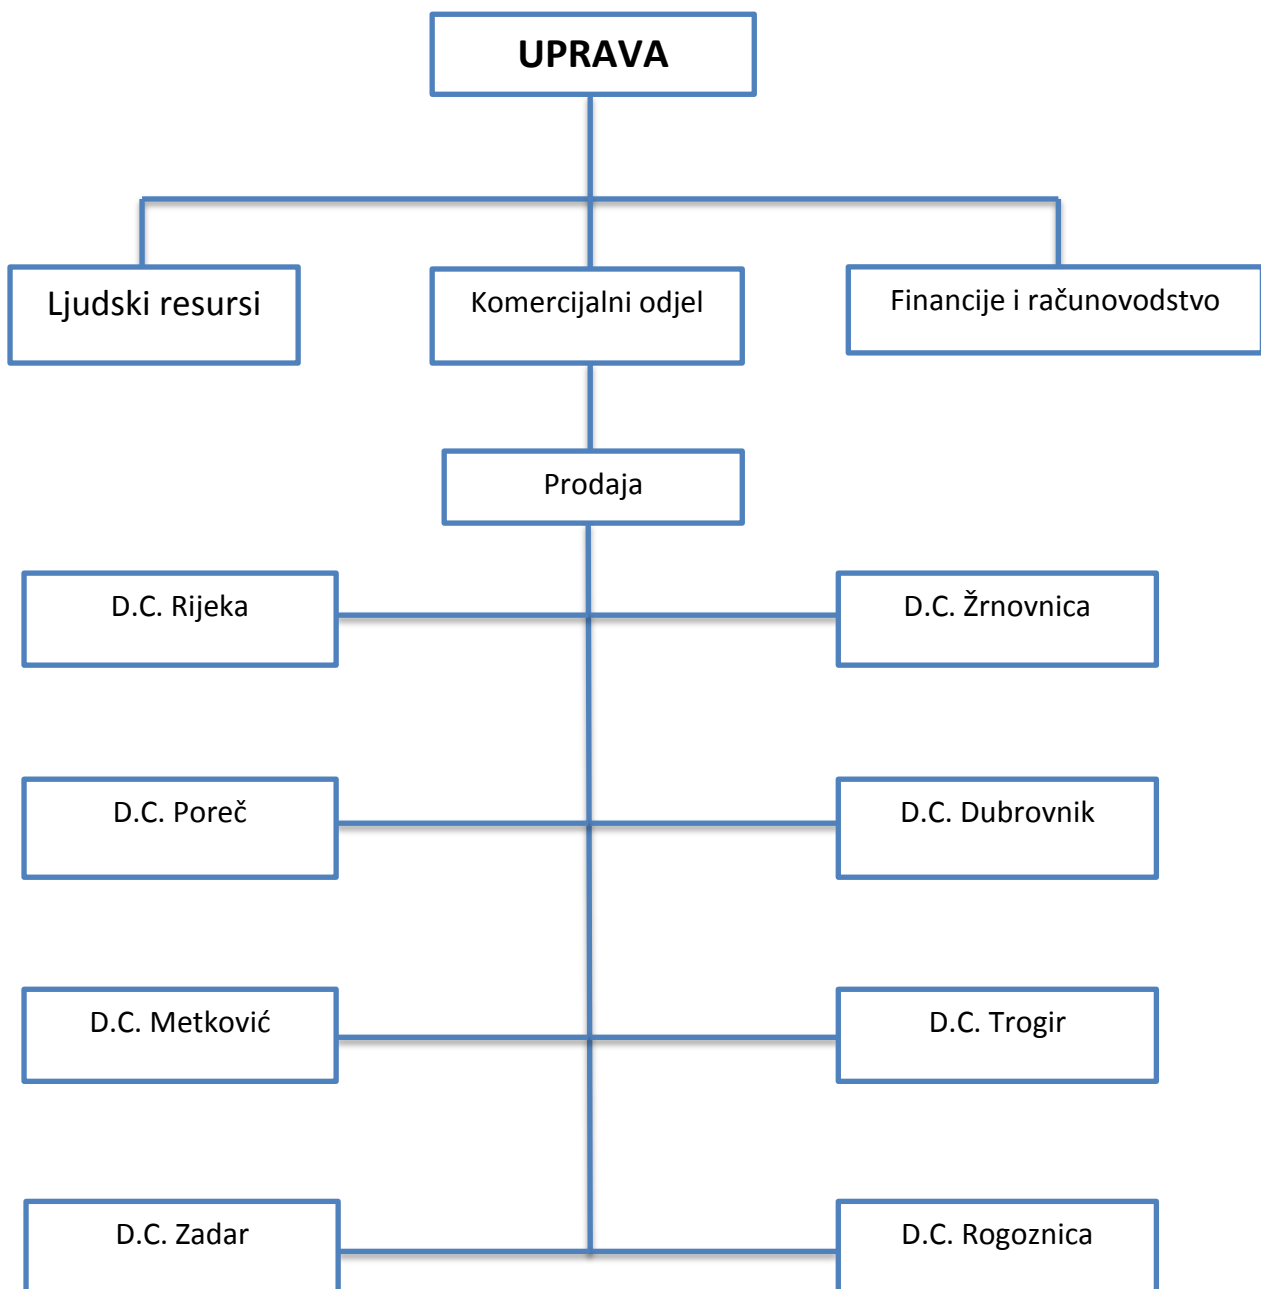 UPRAVA
Ljudski resursi
Komercijalni odjel
Financije i računovodstvo
Prodaja
D.C. Rijeka
D.C. Žrnovnica
D.C. Poreč
D.C. Dubrovnik
D.C. Metković
D.C. Trogir
D.C. Zadar
D.C. Rogoznica